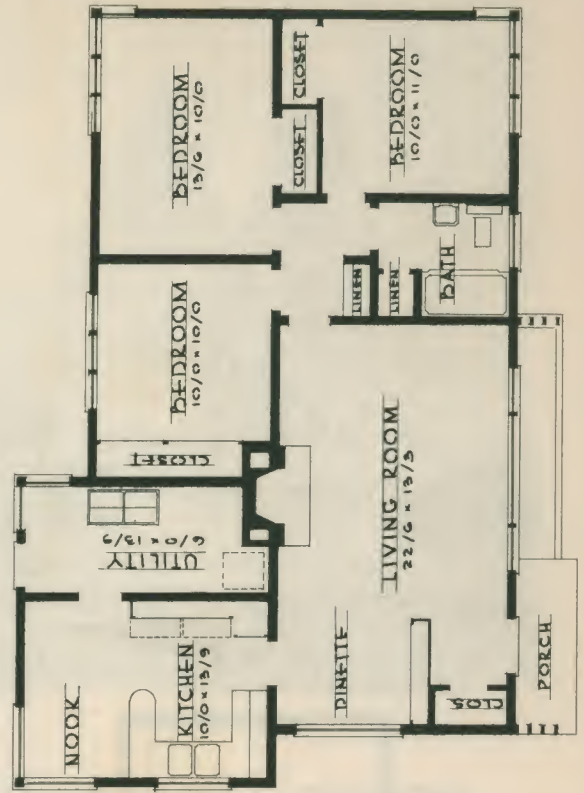 BEDROOM
13/6 x 10/0
CLOSET
CLOSET
BEDROOM
10/0 x 11/0
BEDROOM
10/0 x 10/0
LINEN
LINEN
BATH
CLOSET
UTILITY
6/0 x 13/9
LIVING ROOM
22/6 x 13/3
NOOK
KITCHEN
10/0 x 13/9
DINETTE
CLOS
PORCH